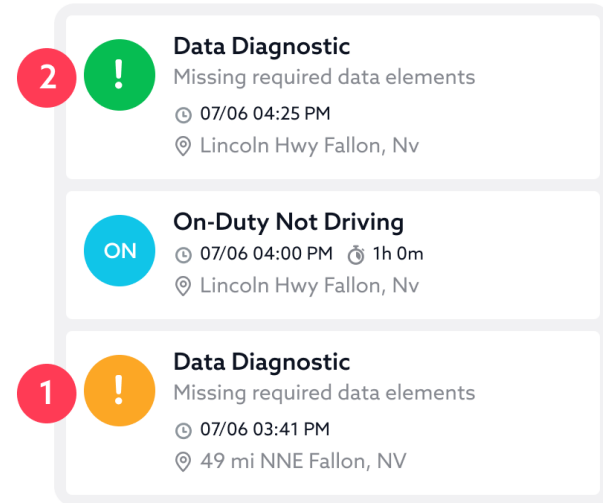 Data Diagnostic
2 ! Missing required data elements
07/06 04:25 PM
Lincoln Hwy Fallon, Nv
On-Duty Not Driving
ON 07/06 04:00 PM 1h 0m
Lincoln Hwy Fallon, Nv
Data Diagnostic
1 ! Missing required data elements
07/06 03:41 PM
49 mi NNE Fallon, NV